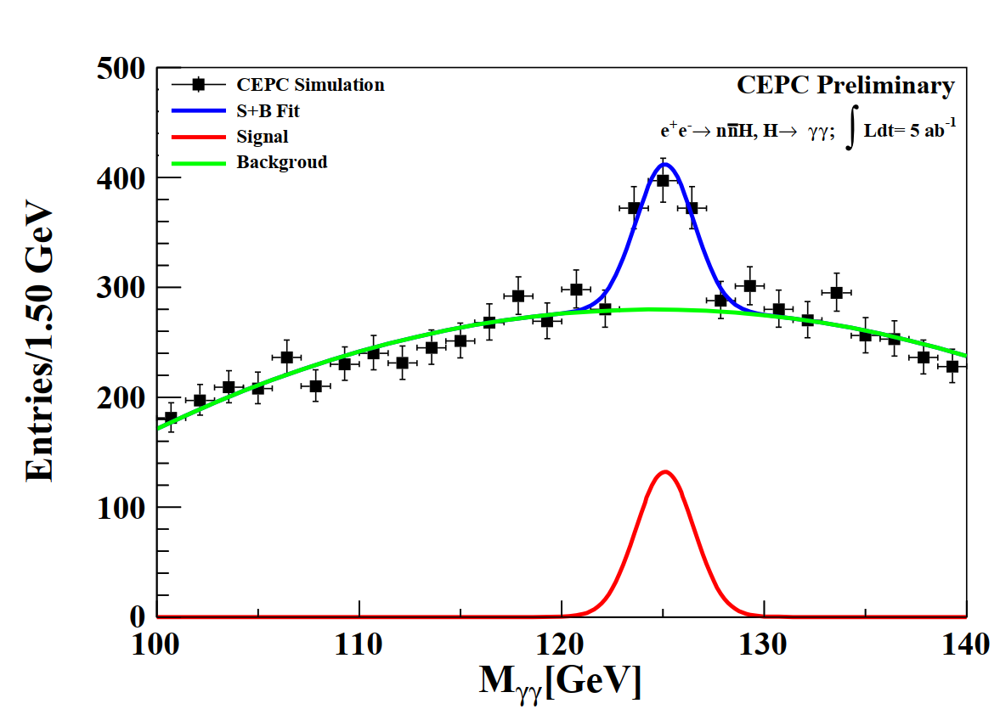 500
400
300
200
100
0
Entries/1.50 GeV
CEPC Simulation
S+B Fit
Signal
Backgroud
CEPC Preliminary
e⁺e⁻→ nn̅H, H→ γγ; ∫ Ldt= 5 ab⁻¹
100 110 120 130 140
Mγγ[GeV]